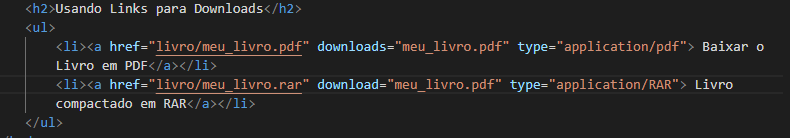 <h2>Usando Links para Downloads</h2>
<ul>
<li><a href="livro/meu_livro.pdf" downloads="meu_livro.pdf" type="application/pdf"> Baixar o
Livro em PDF</a></li>
<li><a href="livro/meu_livro.rar" download="meu_livro.pdf" type="application/RAR"> Livro
compactado em RAR</a></li>
</ul>